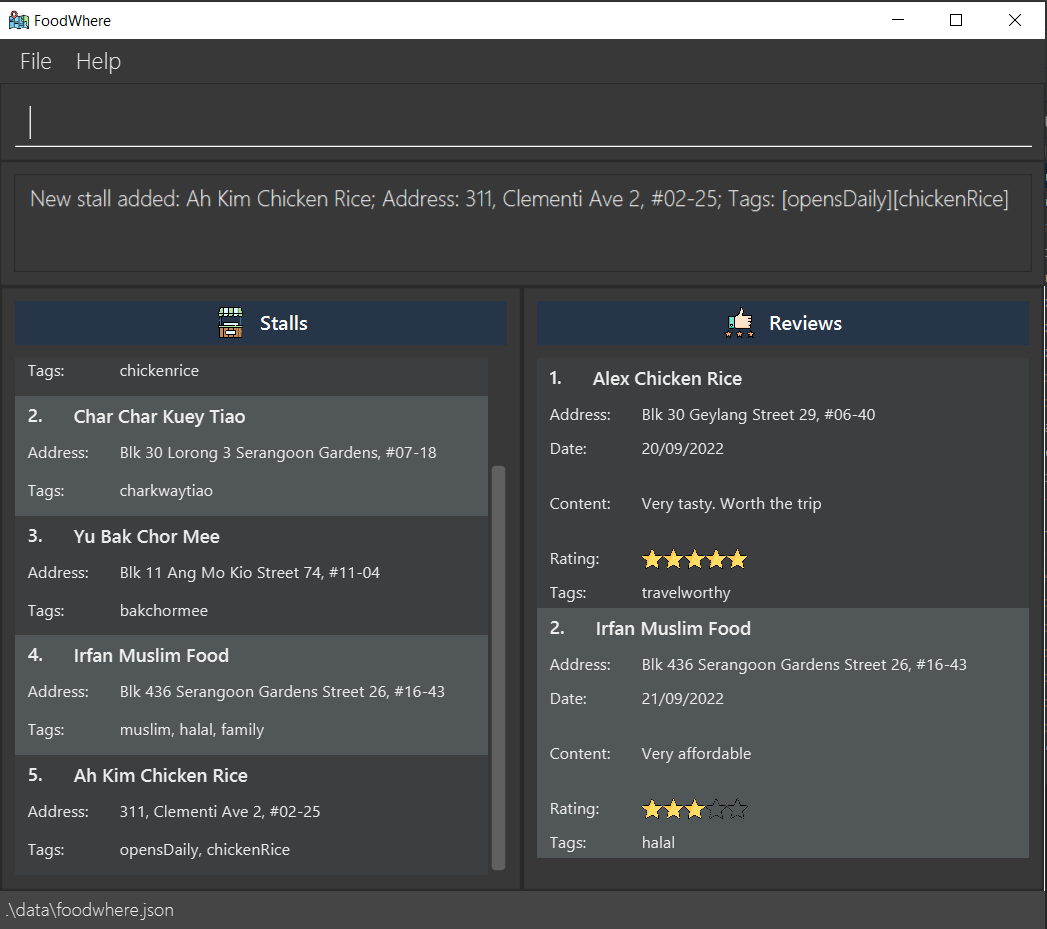 FoodWhere
File Help
New stall added: Ah Kim Chicken Rice; Address: 311, Clementi Ave 2, #02-25; Tags: [opensDaily][chickenRice]
Stalls
Tags: chickenrice
2. Char Char Kuey Tiao
Address: Blk 30 Lorong 3 Serangoon Gardens, #07-18
Tags: charkwaytiao
3. Yu Bak Chor Mee
Address: Blk 11 Ang Mo Kio Street 74, #11-04
Tags: bakchormee
4. Irfan Muslim Food
Address: Blk 436 Serangoon Gardens Street 26, #16-43
Tags: muslim, halal, family
5. Ah Kim Chicken Rice
Address: 311, Clementi Ave 2, #02-25
Tags: opensDaily, chickenRice
Reviews
1. Alex Chicken Rice
Address: Blk 30 Geylang Street 29, #06-40
Date: 20/09/2022
Content: Very tasty. Worth the trip
Rating:
Tags: travelworthy
2. Irfan Muslim Food
Address: Blk 436 Serangoon Gardens Street 26, #16-43
Date: 21/09/2022
Content: Very affordable
Rating:
Tags: halal
.\data\foodwhere.json